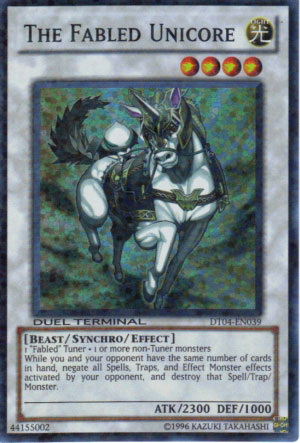 THE FABLED UNICORE
LIGHT
光
DUEL TERMINAL DT04-EN039
[BEAST/SYNCHRO/EFFECT]
1 "Fabled" Tuner + 1 or more non-Tuner monsters
While you and your opponent have the same number of cards
in hand, negate all Spells, Traps, and Effect Monster effects
activated by your opponent, and destroy that Spell/Trap/
Monster.
ATK/2300 DEF/1000
44155002 ©1996 KAZUKI TAKAHASHI